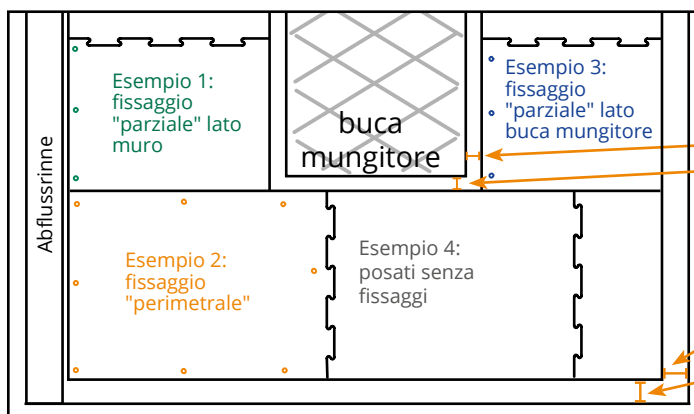 Abflussrinne
Esempio 1:
fissaggio
"parziale" lato
muro
buca
mungitore
Esempio 3:
fissaggio
"parziale" lato
buca mungitore
Esempio 2:
fissaggio
"perimetrale"
Esempio 4:
posati senza
fissaggi